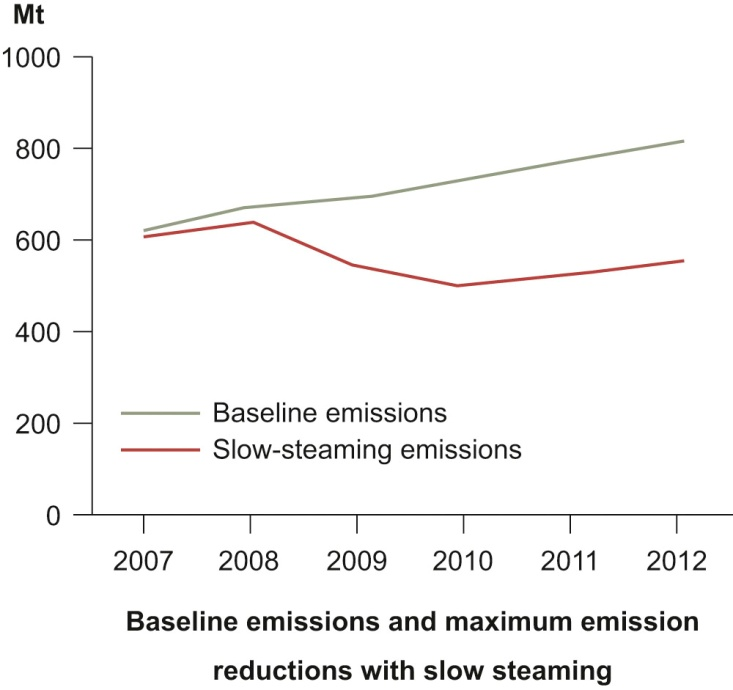 Mt
1000
800
600
400
200
0
Baseline emissions
Slow-steaming emissions
2007 2008 2009 2010 2011 2012
Baseline emissions and maximum emission
reductions with slow steaming